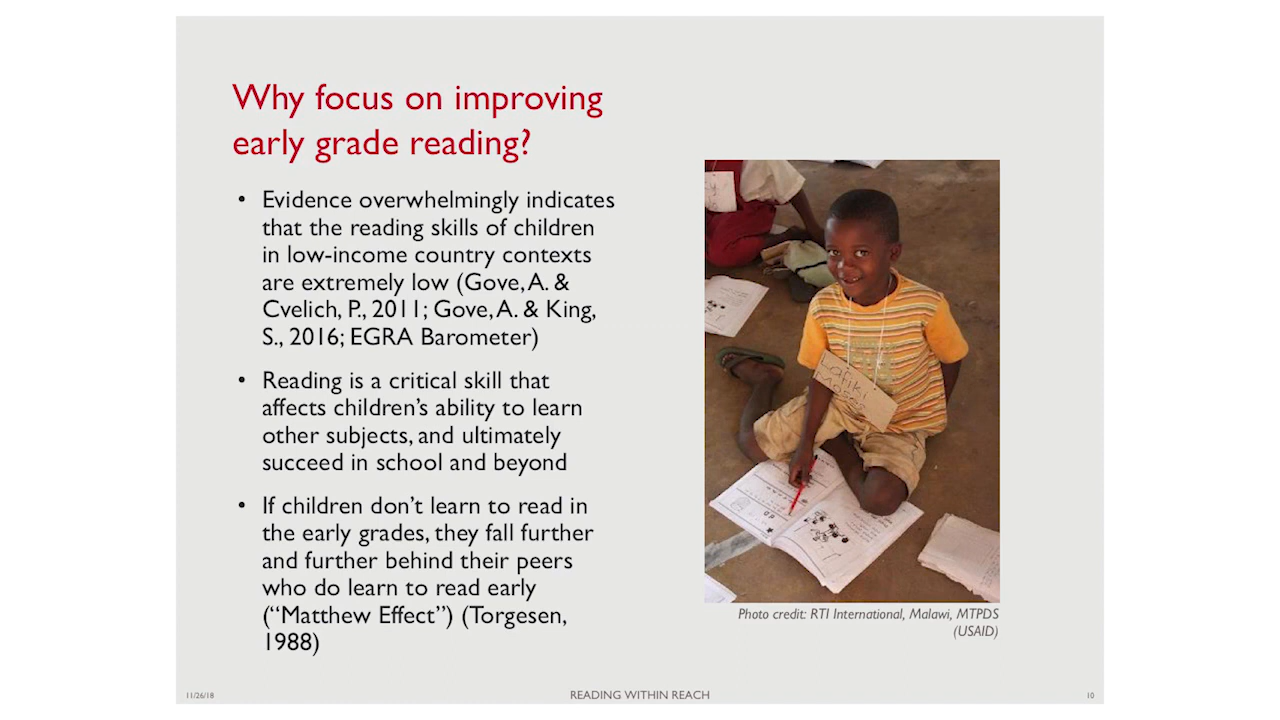 Why focus on improving
early grade reading?
• Evidence overwhelmingly indicates
that the reading skills of children
in low-income country contexts
are extremely low (Gove, A. &
Cvelich, P., 2011; Gove, A. & King,
S., 2016; EGRA Barometer)
• Reading is a critical skill that
affects children’s ability to learn
other subjects, and ultimately
succeed in school and beyond
• If children don’t learn to read in
the early grades, they fall further
and further behind their peers
who do learn to read early
(“Matthew Effect”) (Torgesen,
1988)
Lafiki
Photo credit: RTI International, Malawi, MTPDS
(USAID)
11/26/18
READING WITHIN REACH
10